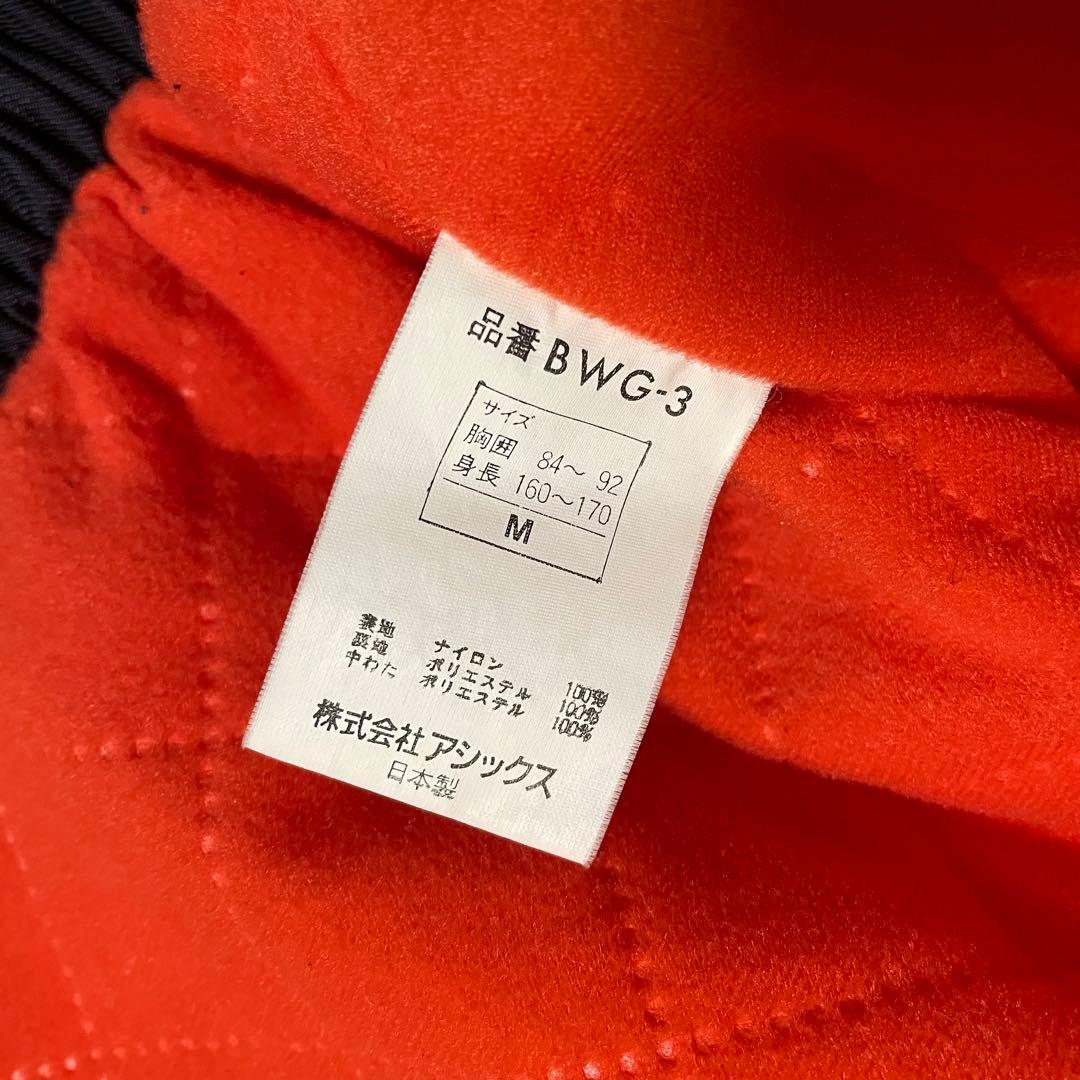 品番 BWG-3
サイズ
胸囲 84〜 92
身長 160〜170
M
表地 ナイロン 100%
裏地 ポリエステル 100%
中わた ポリエステル 100%
株式会社アシックス
日本製